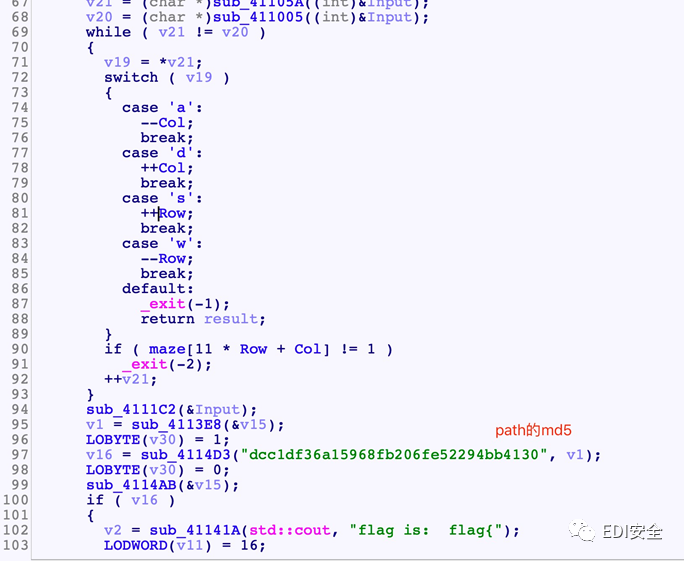 67 v21 = (char *)sub_41105A((int)&Input);
68 v20 = (char *)sub_411005((int)&Input);
69 while ( v21 != v20 )
70 {
71 v19 = *v21;
72 switch ( v19 )
73 {
74 case 'a':
75 --Col;
76 break;
77 case 'd':
78 ++Col;
79 break;
80 case 's':
81 ++Row;
82 break;
83 case 'w':
84 --Row;
85 break;
86 default:
87 _exit(-1);
88 return result;
89 }
90 if ( maze[11 * Row + Col] != 1 )
91 _exit(-2);
92 ++v21;
93 }
94 sub_4111C2(&Input);
95 v1 = sub_4113E8(&v15);
path的md5
96 LOBYTE(v30) = 1;
97 v16 = sub_4114D3("dcc1df36a15968fb206fe52294bb4130", v1);
98 LOBYTE(v30) = 0;
99 sub_4114AB(&v15);
100 if ( v16 )
101 {
102 v2 = sub_41141A(std::cout, "flag is:  flag{");
103 LODWORD(v11) = 16;
EDI安全